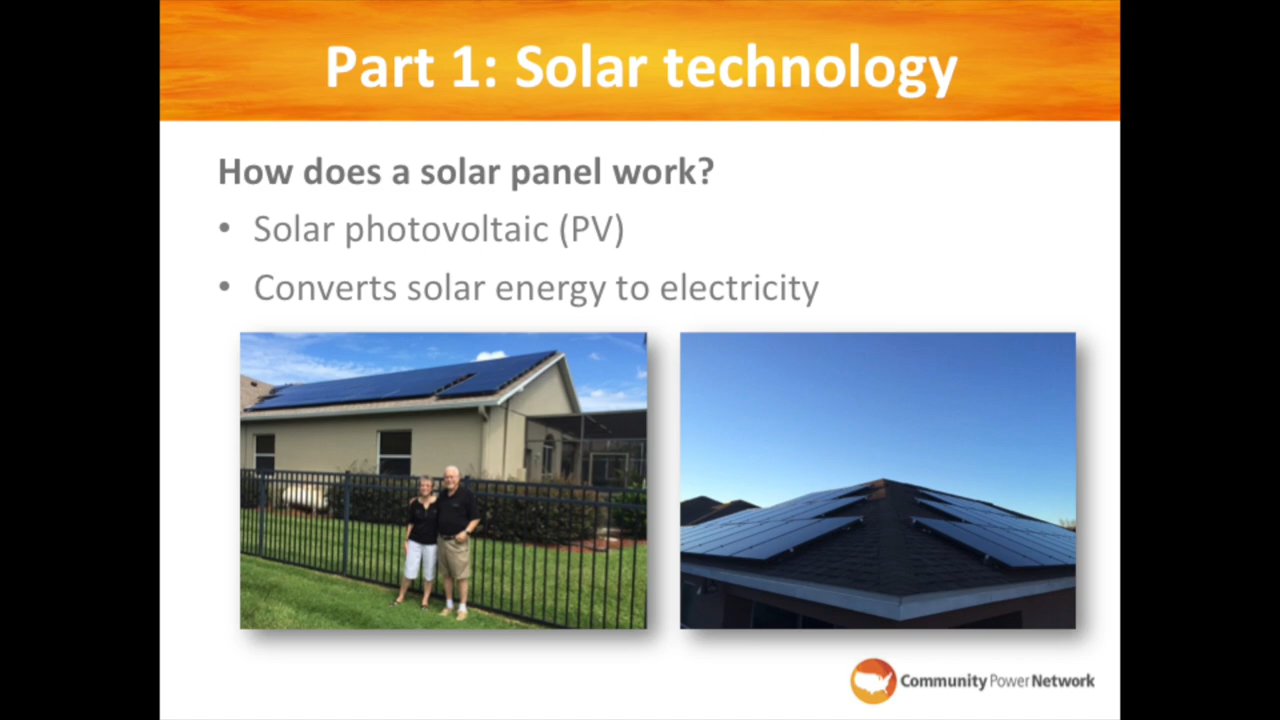 Part 1: Solar technology
How does a solar panel work?
• Solar photovoltaic (PV)
• Converts solar energy to electricity
Community Power Network